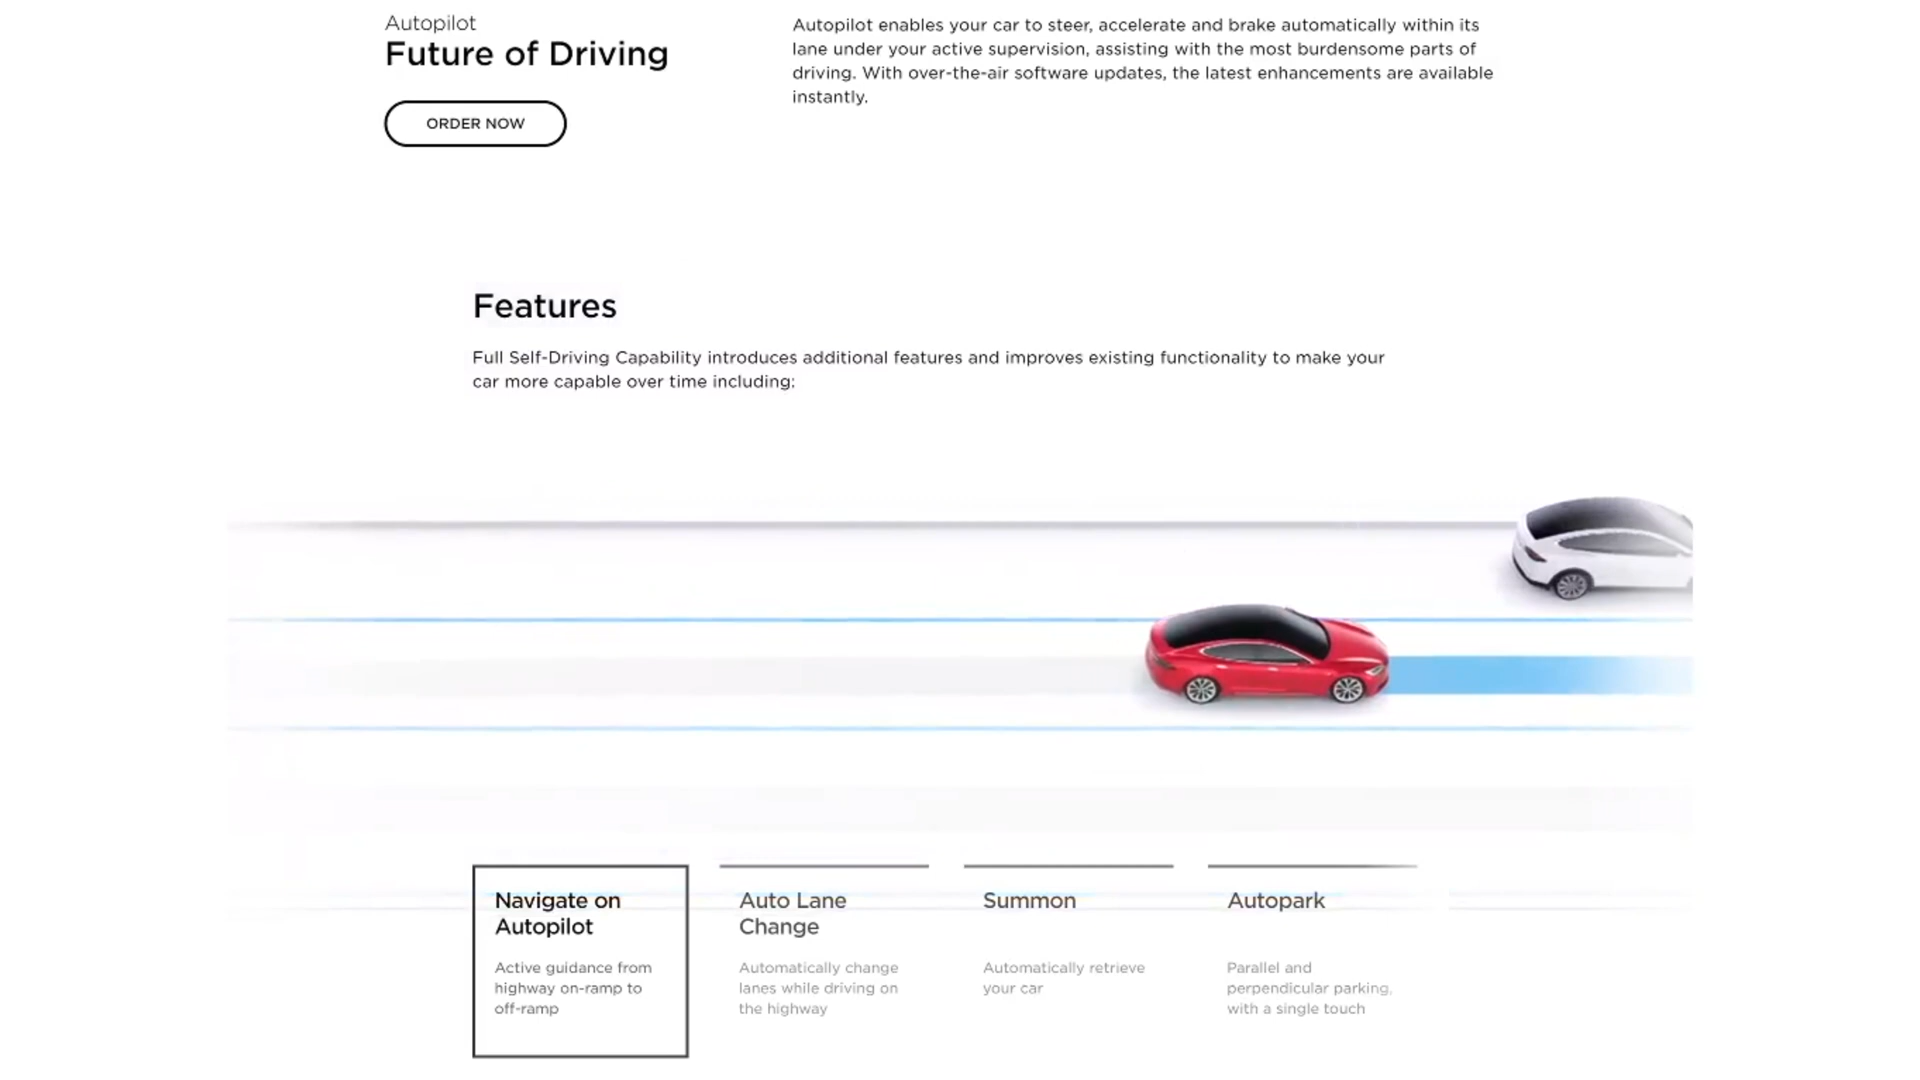 Autopilot
Future of Driving
ORDER NOW
Autopilot enables your car to steer, accelerate and brake automatically within its
lane under your active supervision, assisting with the most burdensome parts of
driving. With over-the-air software updates, the latest enhancements are available
instantly.
Features
Full Self-Driving Capability introduces additional features and improves existing functionality to make your
car more capable over time including:
Navigate on
Autopilot
Active guidance from
highway on-ramp to
off-ramp
Auto Lane
Change
Automatically change
lanes while driving on
the highway
Summon
Automatically retrieve
your car
Autopark
Parallel and
perpendicular parking,
with a single touch